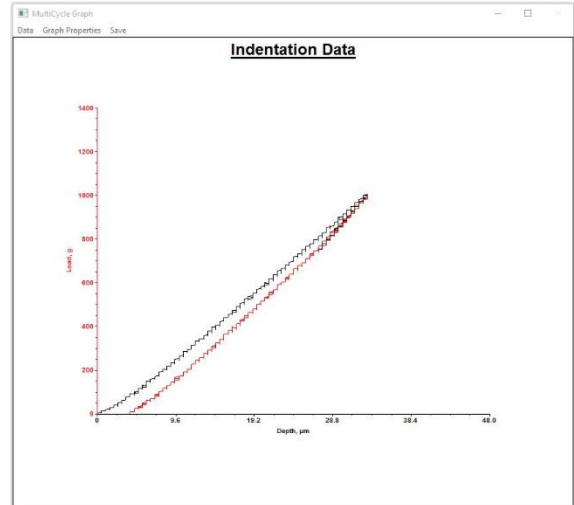 MultiCycle Graph
Data Graph Properties Save
Indentation Data
1400
1200
1000
800
600
400
200
0
Load, g
0 9.6 19.2 28.8 38.4 48.0
Depth, µm